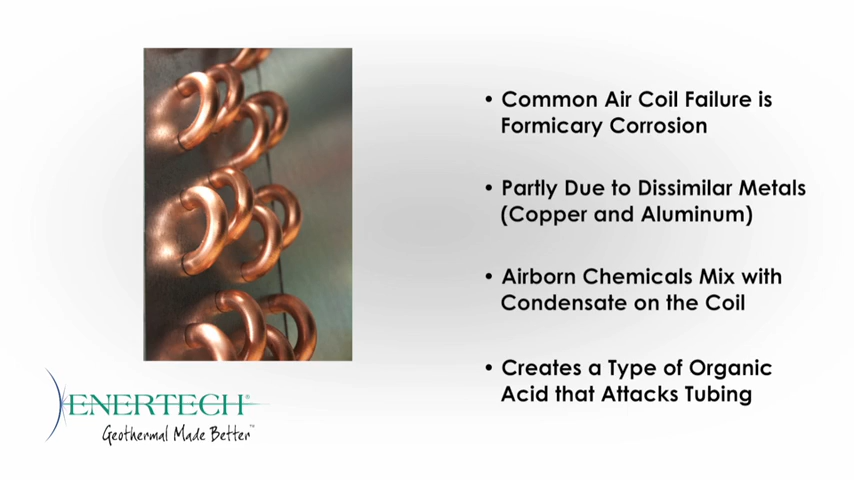 • Common Air Coil Failure is
Formicary Corrosion
• Partly Due to Dissimilar Metals
(Copper and Aluminum)
• Airborn Chemicals Mix with
Condensate on the Coil
• Creates a Type of Organic
Acid that Attacks Tubing
ENERTECH®
Geothermal Made Better™